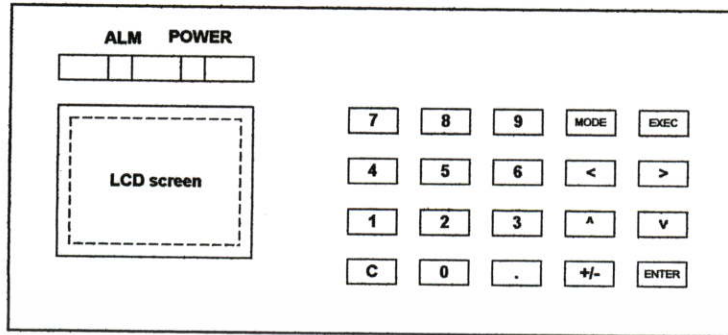 ALM POWER
LCD screen
7 8 9 MODE EXEC
4 5 6 < >
1 2 3 ^ v
C 0 . +/- ENTER